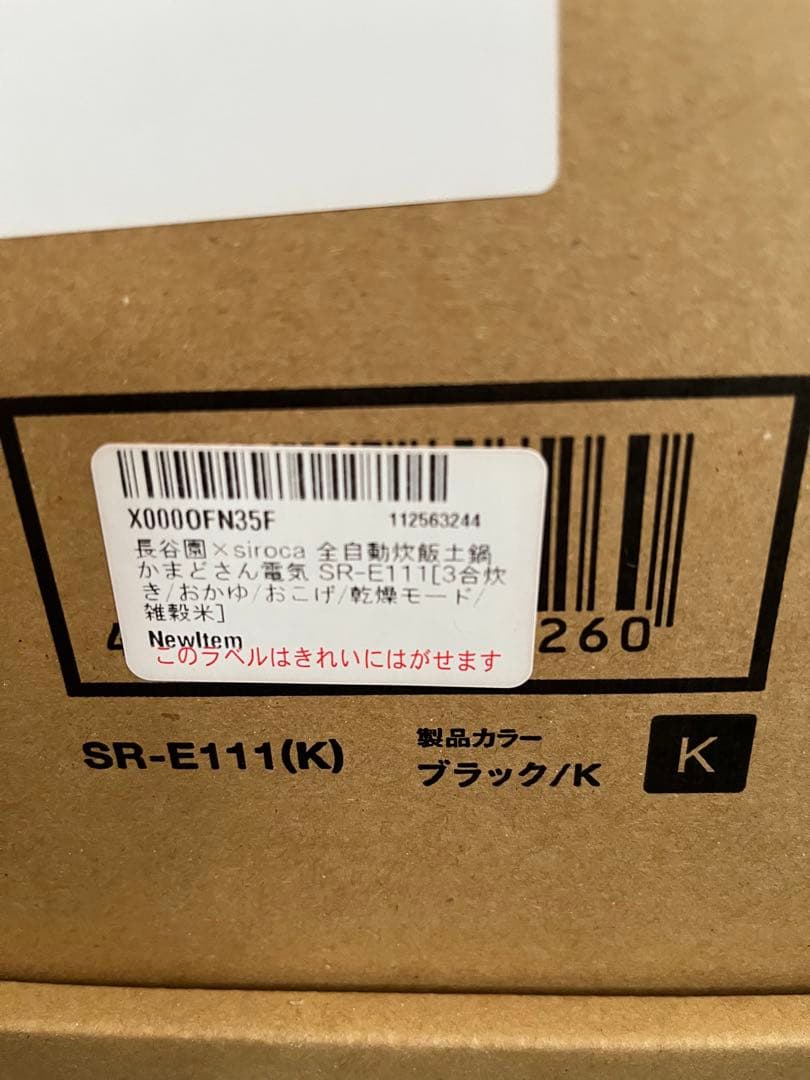 X000OFN35F 112563244
長谷園×siroca 全自動炊飯土鍋
かまどさん電気 SR-E111[3合炊
き/おかゆ/おこげ/乾燥モード/
雑穀米]
NewItem
このラベルはきれいにはがせます
260
SR-E111(K)
製品カラー
ブラック/K
K